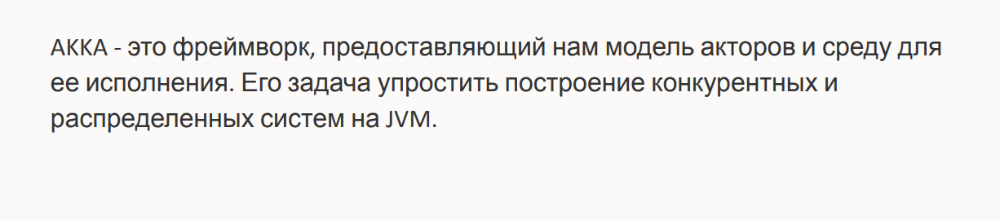 AKKA - это фреймворк, предоставляющий нам модель акторов и среду для
ее исполнения. Его задача упростить построение конкурентных и
распределенных систем на JVM.